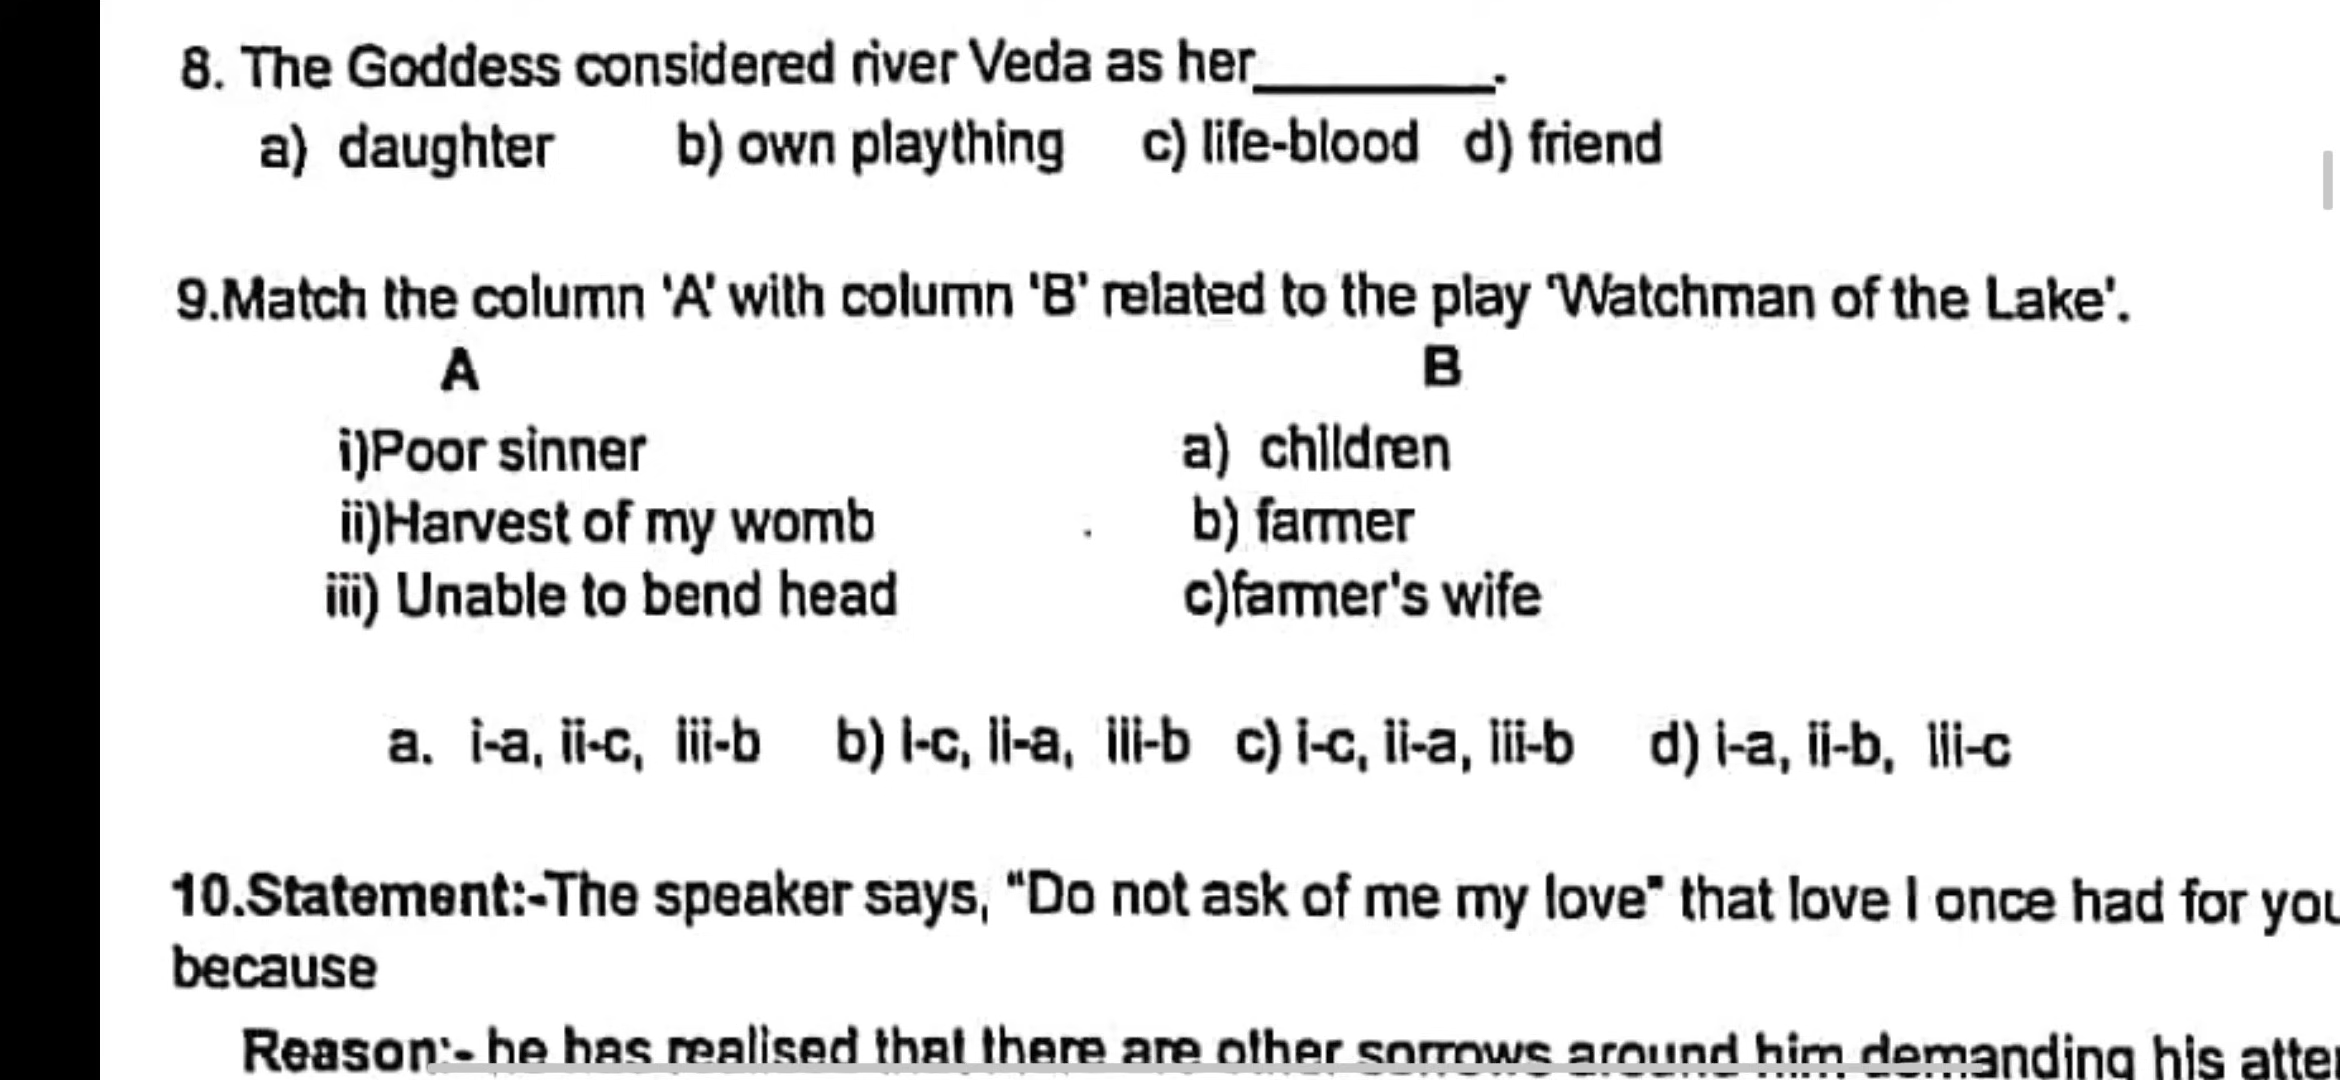 8. The Goddess considered river Veda as her________.
a) daughter b) own plaything c) life-blood d) friend
9.Match the column 'A' with column 'B' related to the play 'Watchman of the Lake'.
A B
i)Poor sinner a) children
ii)Harvest of my womb b) farmer
iii) Unable to bend head c)farmer's wife
a. i-a, ii-c, iii-b b) i-c, ii-a, iii-b c) i-c, ii-a, iii-b d) i-a, ii-b, iii-c
10.Statement:-The speaker says, "Do not ask of me my love" that love I once had for you
because
Reason:- he has realised that there are other sorrows around him demanding his